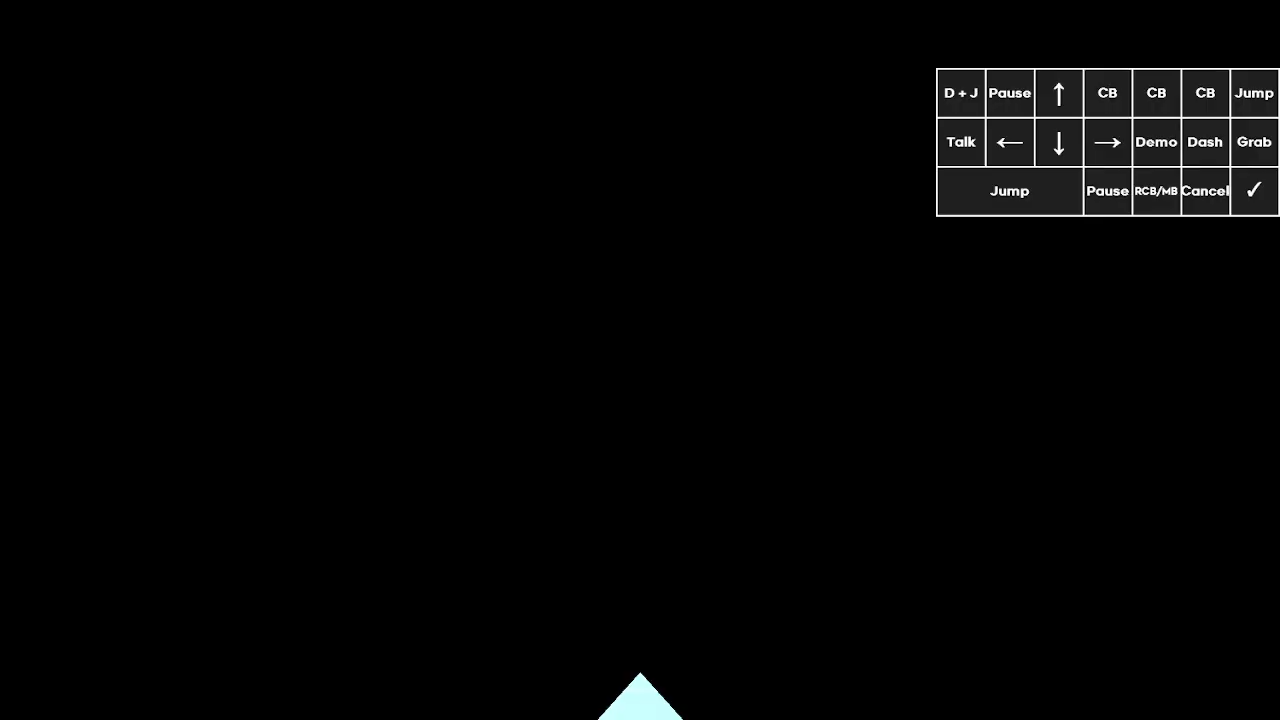 D + J Pause ↑ CB CB CB Jump
Talk ← ↓ → Demo Dash Grab
Jump Pause RCB/MB Cancel ✓